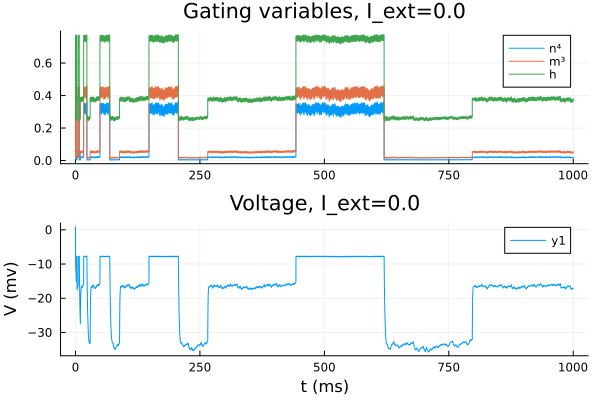 Gating variables, I_ext=0.0
n⁴
m³
h
0.6
0.4
0.2
0.0
0 250 500 750 1000
Voltage, I_ext=0.0
y1
0
−10
−20
−30
V (mv)
0 250 500 750 1000
t (ms)